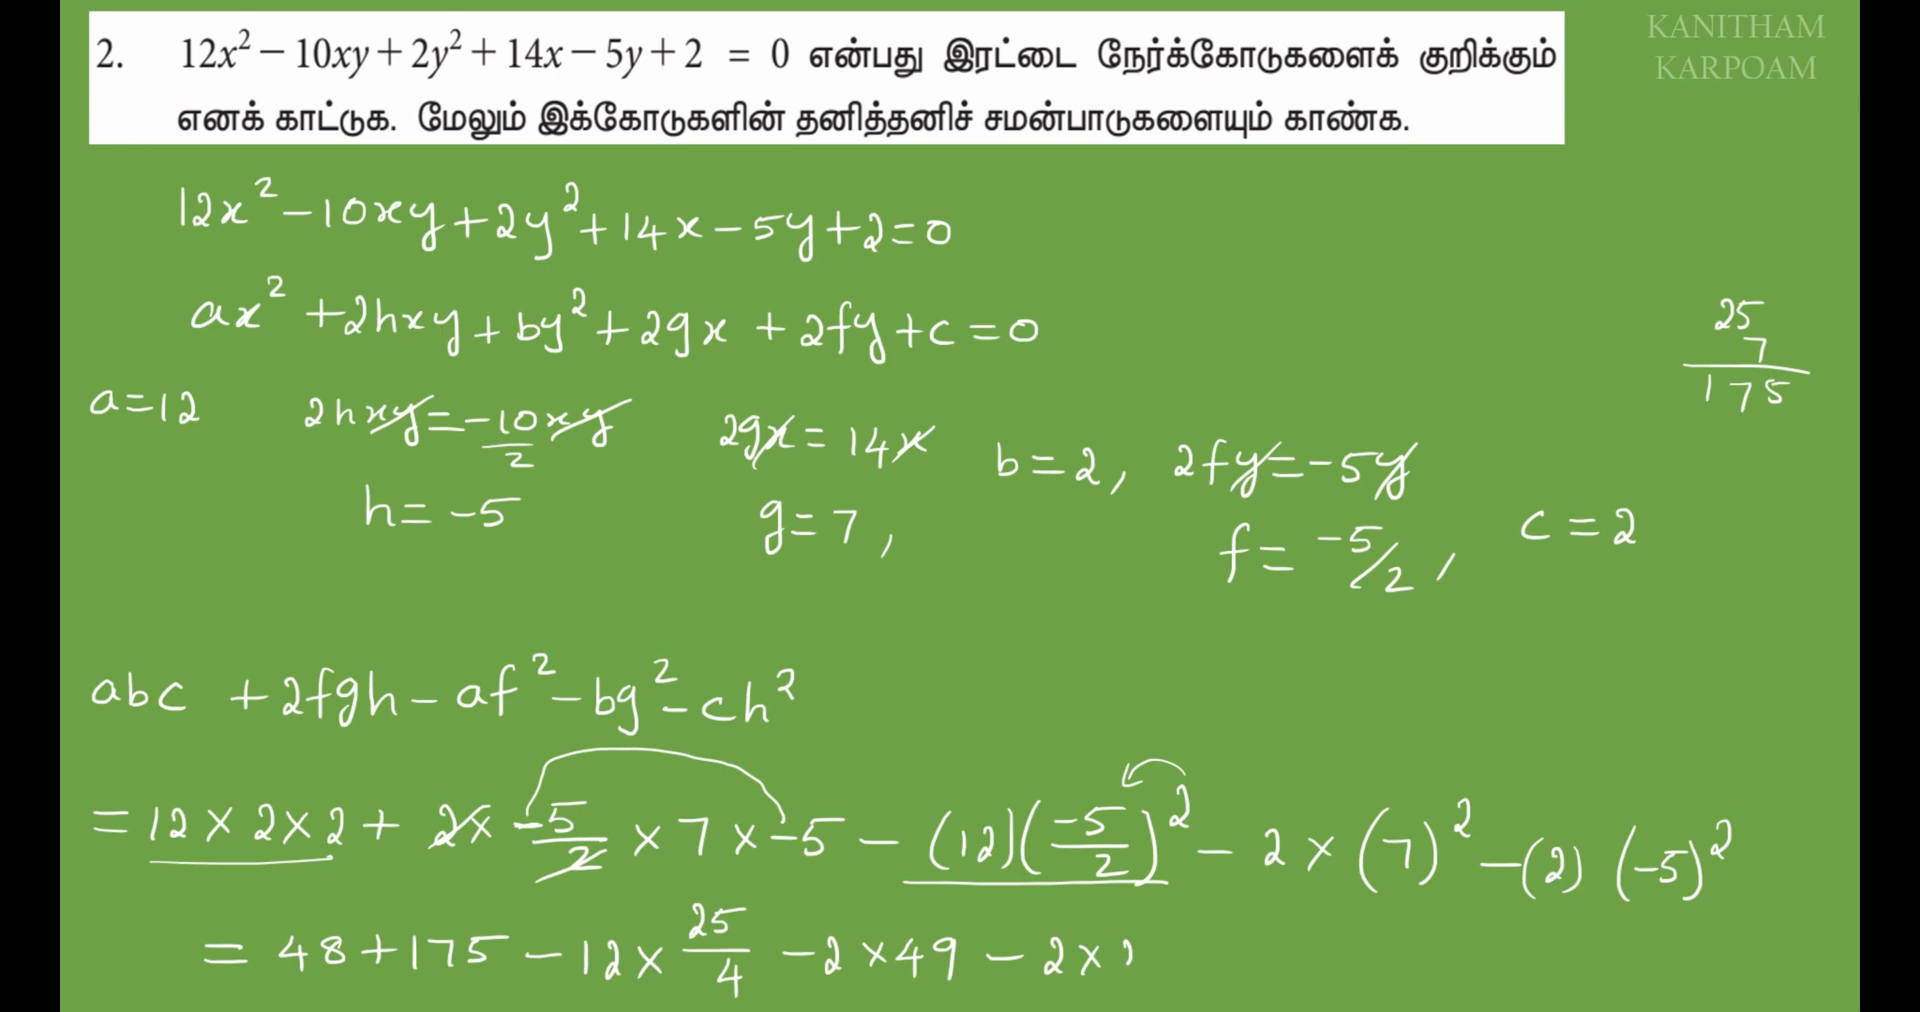 KANITHAM
KARPOAM
2. 12x² − 10xy + 2y² + 14x − 5y + 2 = 0 என்பது இரட்டை நேர்க்கோடுகளைக் குறிக்கும்
எனக் காட்டுக. மேலும் இக்கோடுகளின் தனித்தனிச் சமன்பாடுகளையும் காண்க.
12x² − 10xy + 2y² + 14x − 5y + 2 = 0
ax² + 2hxy + by² + 2gx + 2fy + c = 0
25
7
175
a = 12 2hxy = −10xy/2 2gx = 14x b = 2, 2fy = −5y
h = −5 g = 7, f = −5/2, c = 2
abc + 2fgh − af² − bg² − ch²
= 12 × 2 × 2 + 2 × −5/2 × 7 × −5 − (12)(−5/2)² − 2 × (7)² − (2) (−5)²
= 48 + 175 − 12 × 25/4 − 2 × 49 − 2 ×